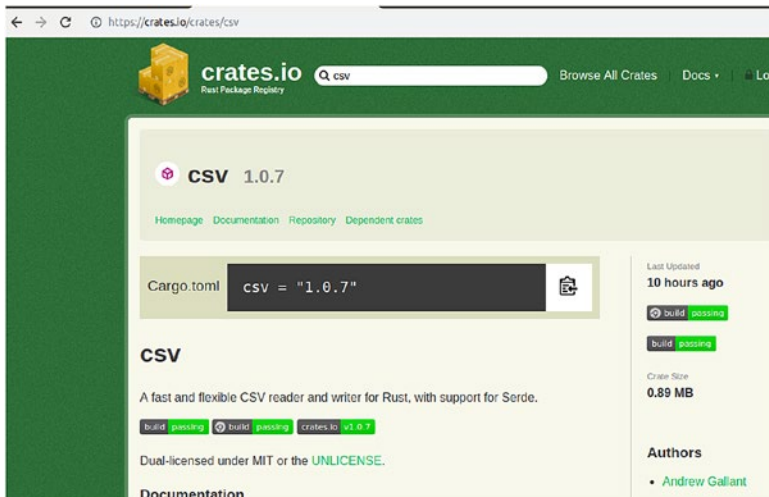 https://crates.io/crates/csv
crates.io
Rust Package Registry
csv
Browse All Crates
Docs
Lo
csv 1.0.7
Homepage Documentation Repository Dependent crates
Cargo.toml
csv = "1.0.7"
csv
A fast and flexible CSV reader and writer for Rust, with support for Serde.
build passing build passing crates.io v1.0.7
Dual-licensed under MIT or the UNLICENSE.
Documentation
Last Updated
10 hours ago
build passing
build passing
Crate Size
0.89 MB
Authors
• Andrew Gallant